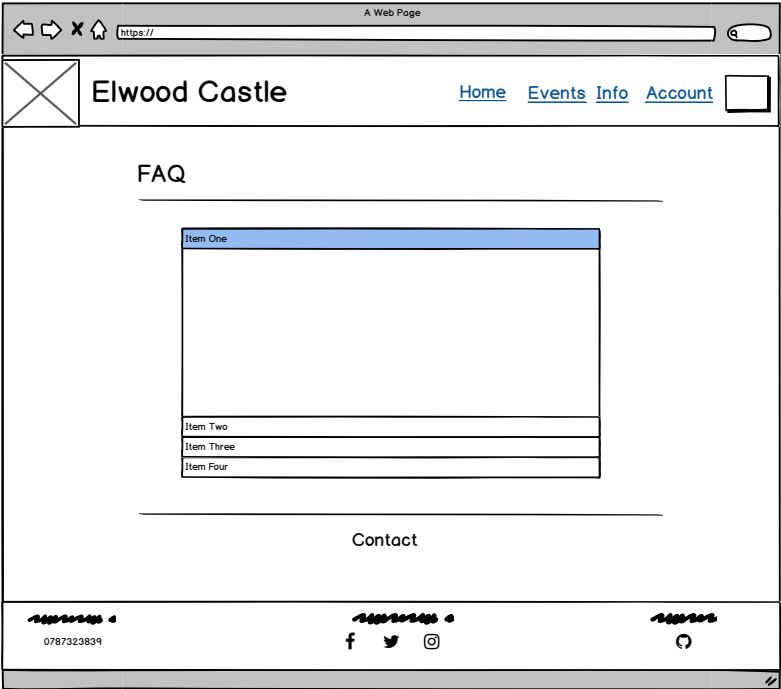 A Web Page
https://
Elwood Castle
Home Events Info Account
FAQ
Item One
Item Two
Item Three
Item Four
Contact
0787323839